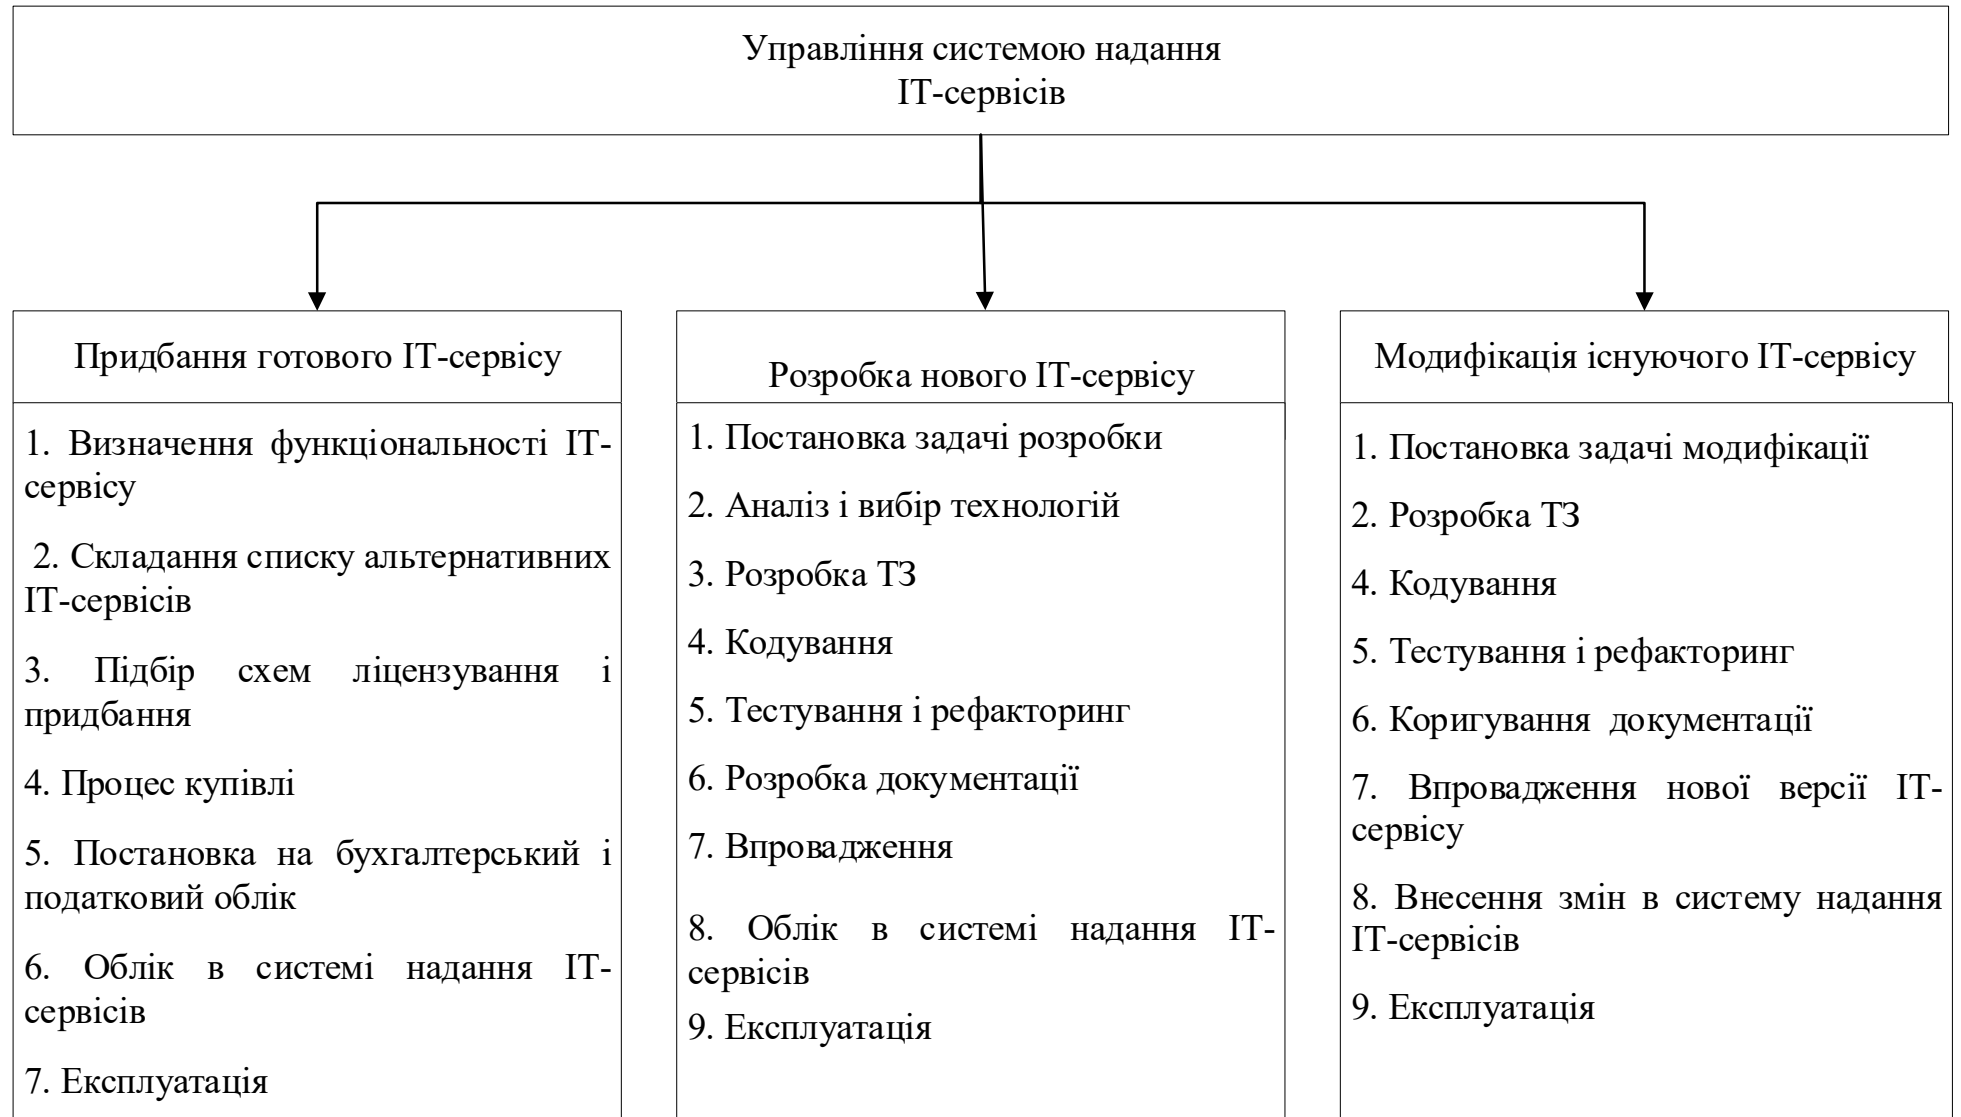 Управління системою надання
ІТ-сервісів
Придбання готового ІТ-сервісу
1. Визначення функціональності ІТ-
сервісу
2. Складання списку альтернативних
ІТ-сервісів
3. Підбір схем ліцензування і
придбання
4. Процес купівлі
5. Постановка на бухгалтерський і
податковий облік
6. Облік в системі надання ІТ-
сервісів
7. Експлуатація
Розробка нового ІТ-сервісу
1. Постановка задачі розробки
2. Аналіз і вибір технологій
3. Розробка ТЗ
4. Кодування
5. Тестування і рефакторинг
6. Розробка документації
7. Впровадження
8. Облік в системі надання ІТ-
сервісів
9. Експлуатація
Модифікація існуючого ІТ-сервісу
1. Постановка задачі модифікації
2. Розробка ТЗ
4. Кодування
5. Тестування і рефакторинг
6. Коригування документації
7. Впровадження нової версії ІТ-
сервісу
8. Внесення змін в систему надання
ІТ-сервісів
9. Експлуатація